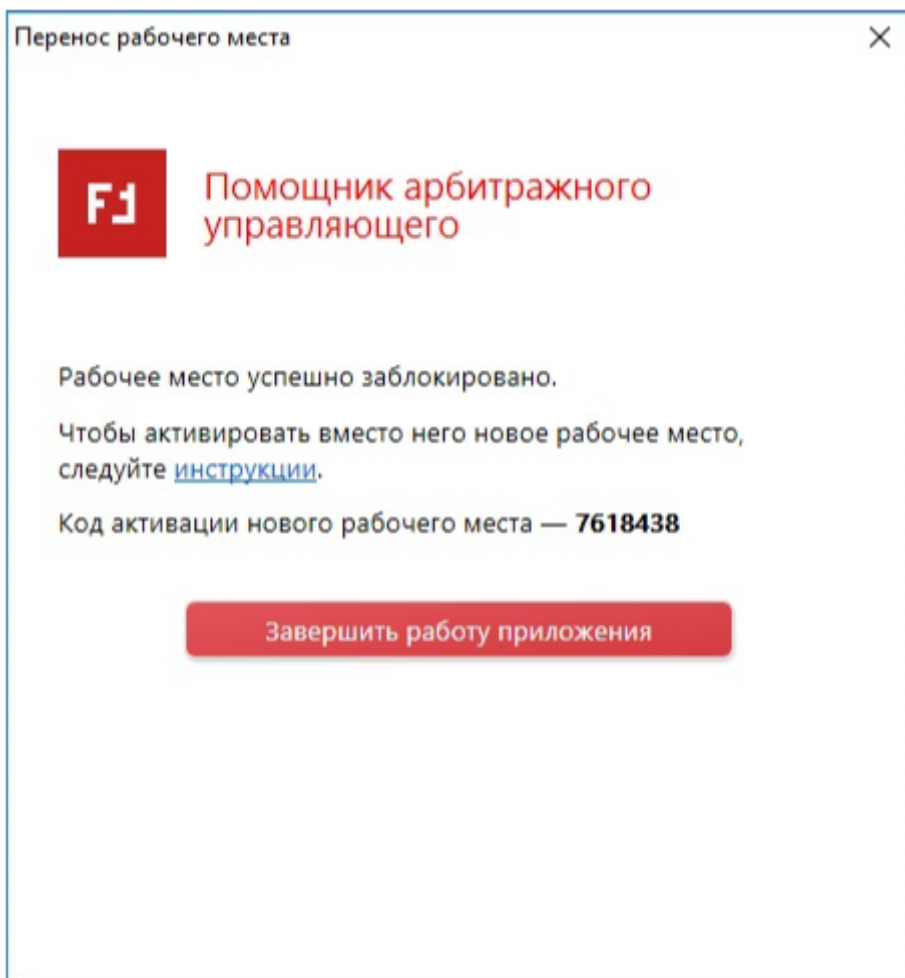 Перенос рабочего места
Помощник арбитражного
управляющего
Рабочее место успешно заблокировано.
Чтобы активировать вместо него новое рабочее место,
следуйте инструкции.
Код активации нового рабочего места — 7618438
Завершить работу приложения